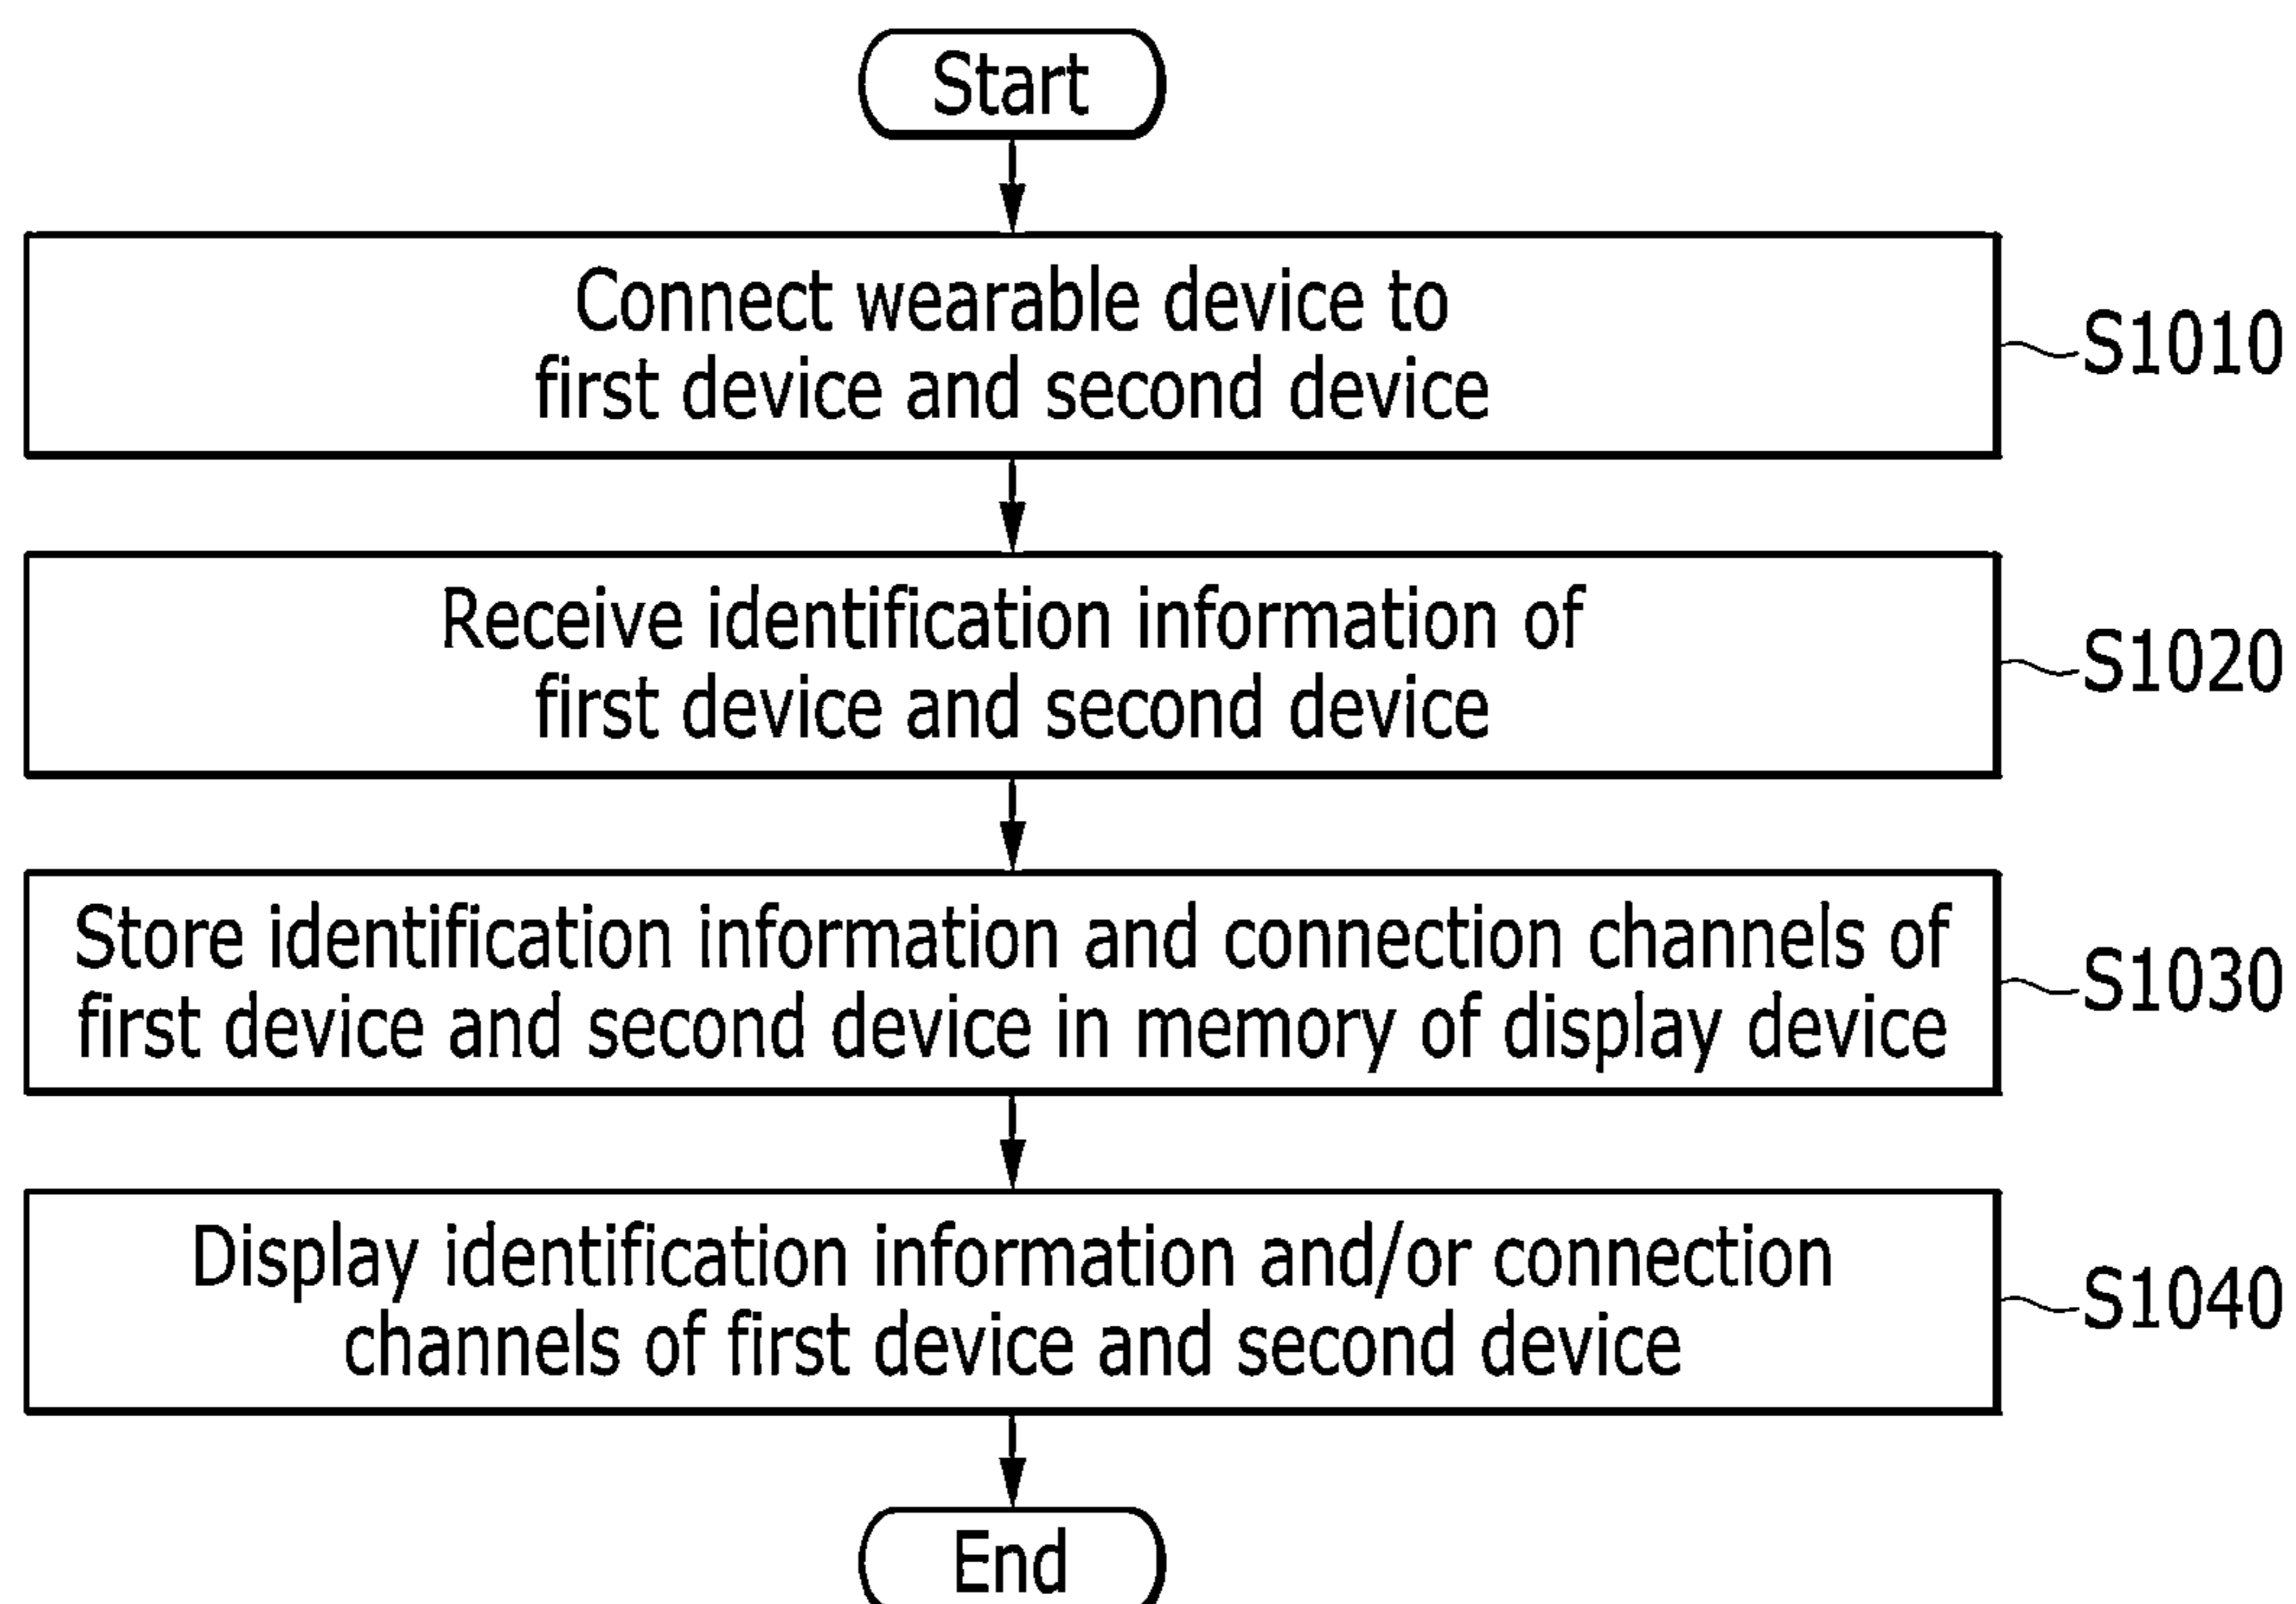 Start
Connect wearable device to
first device and second device
S1010
Receive identification information of
first device and second device
S1020
Store identification information and connection channels of
first device and second device in memory of display device
S1030
Display identification information and/or connection
channels of first device and second device
S1040
End